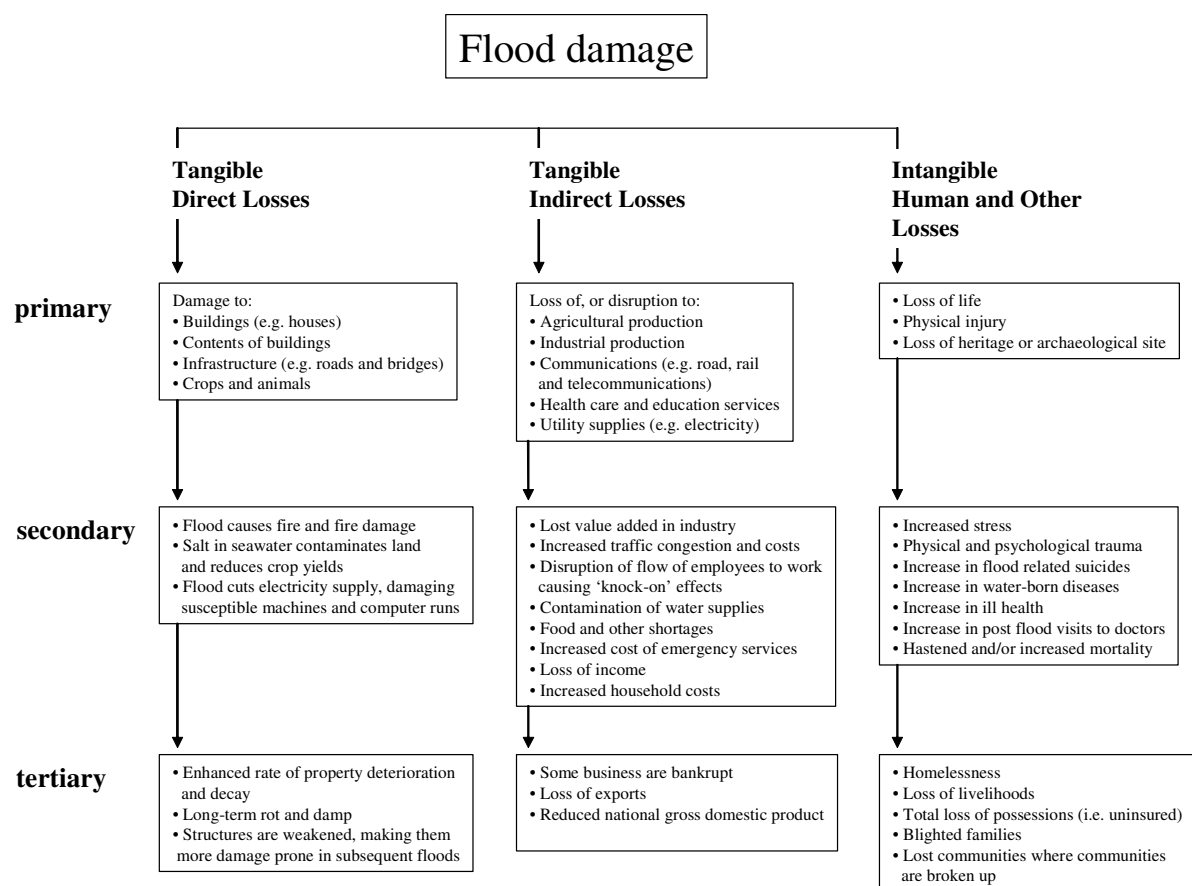 Flood damage
Tangible
Direct Losses
Tangible
Indirect Losses
Intangible
Human and Other
Losses
primary
Damage to:
• Buildings (e.g. houses)
• Contents of buildings
• Infrastructure (e.g. roads and bridges)
• Crops and animals
Loss of, or disruption to:
• Agricultural production
• Industrial production
• Communications (e.g. road, rail
and telecommunications)
• Health care and education services
• Utility supplies (e.g. electricity)
• Loss of life
• Physical injury
• Loss of heritage or archaeological site
secondary
• Flood causes fire and fire damage
• Salt in seawater contaminates land
and reduces crop yields
• Flood cuts electricity supply, damaging
susceptible machines and computer runs
• Lost value added in industry
• Increased traffic congestion and costs
• Disruption of flow of employees to work
causing ‘knock-on’ effects
• Contamination of water supplies
• Food and other shortages
• Increased cost of emergency services
• Loss of income
• Increased household costs
• Increased stress
• Physical and psychological trauma
• Increase in flood related suicides
• Increase in water-born diseases
• Increase in ill health
• Increase in post flood visits to doctors
• Hastened and/or increased mortality
tertiary
• Enhanced rate of property deterioration
and decay
• Long-term rot and damp
• Structures are weakened, making them
more damage prone in subsequent floods
• Some business are bankrupt
• Loss of exports
• Reduced national gross domestic product
• Homelessness
• Loss of livelihoods
• Total loss of possessions (i.e. uninsured)
• Blighted families
• Lost communities where communities
are broken up